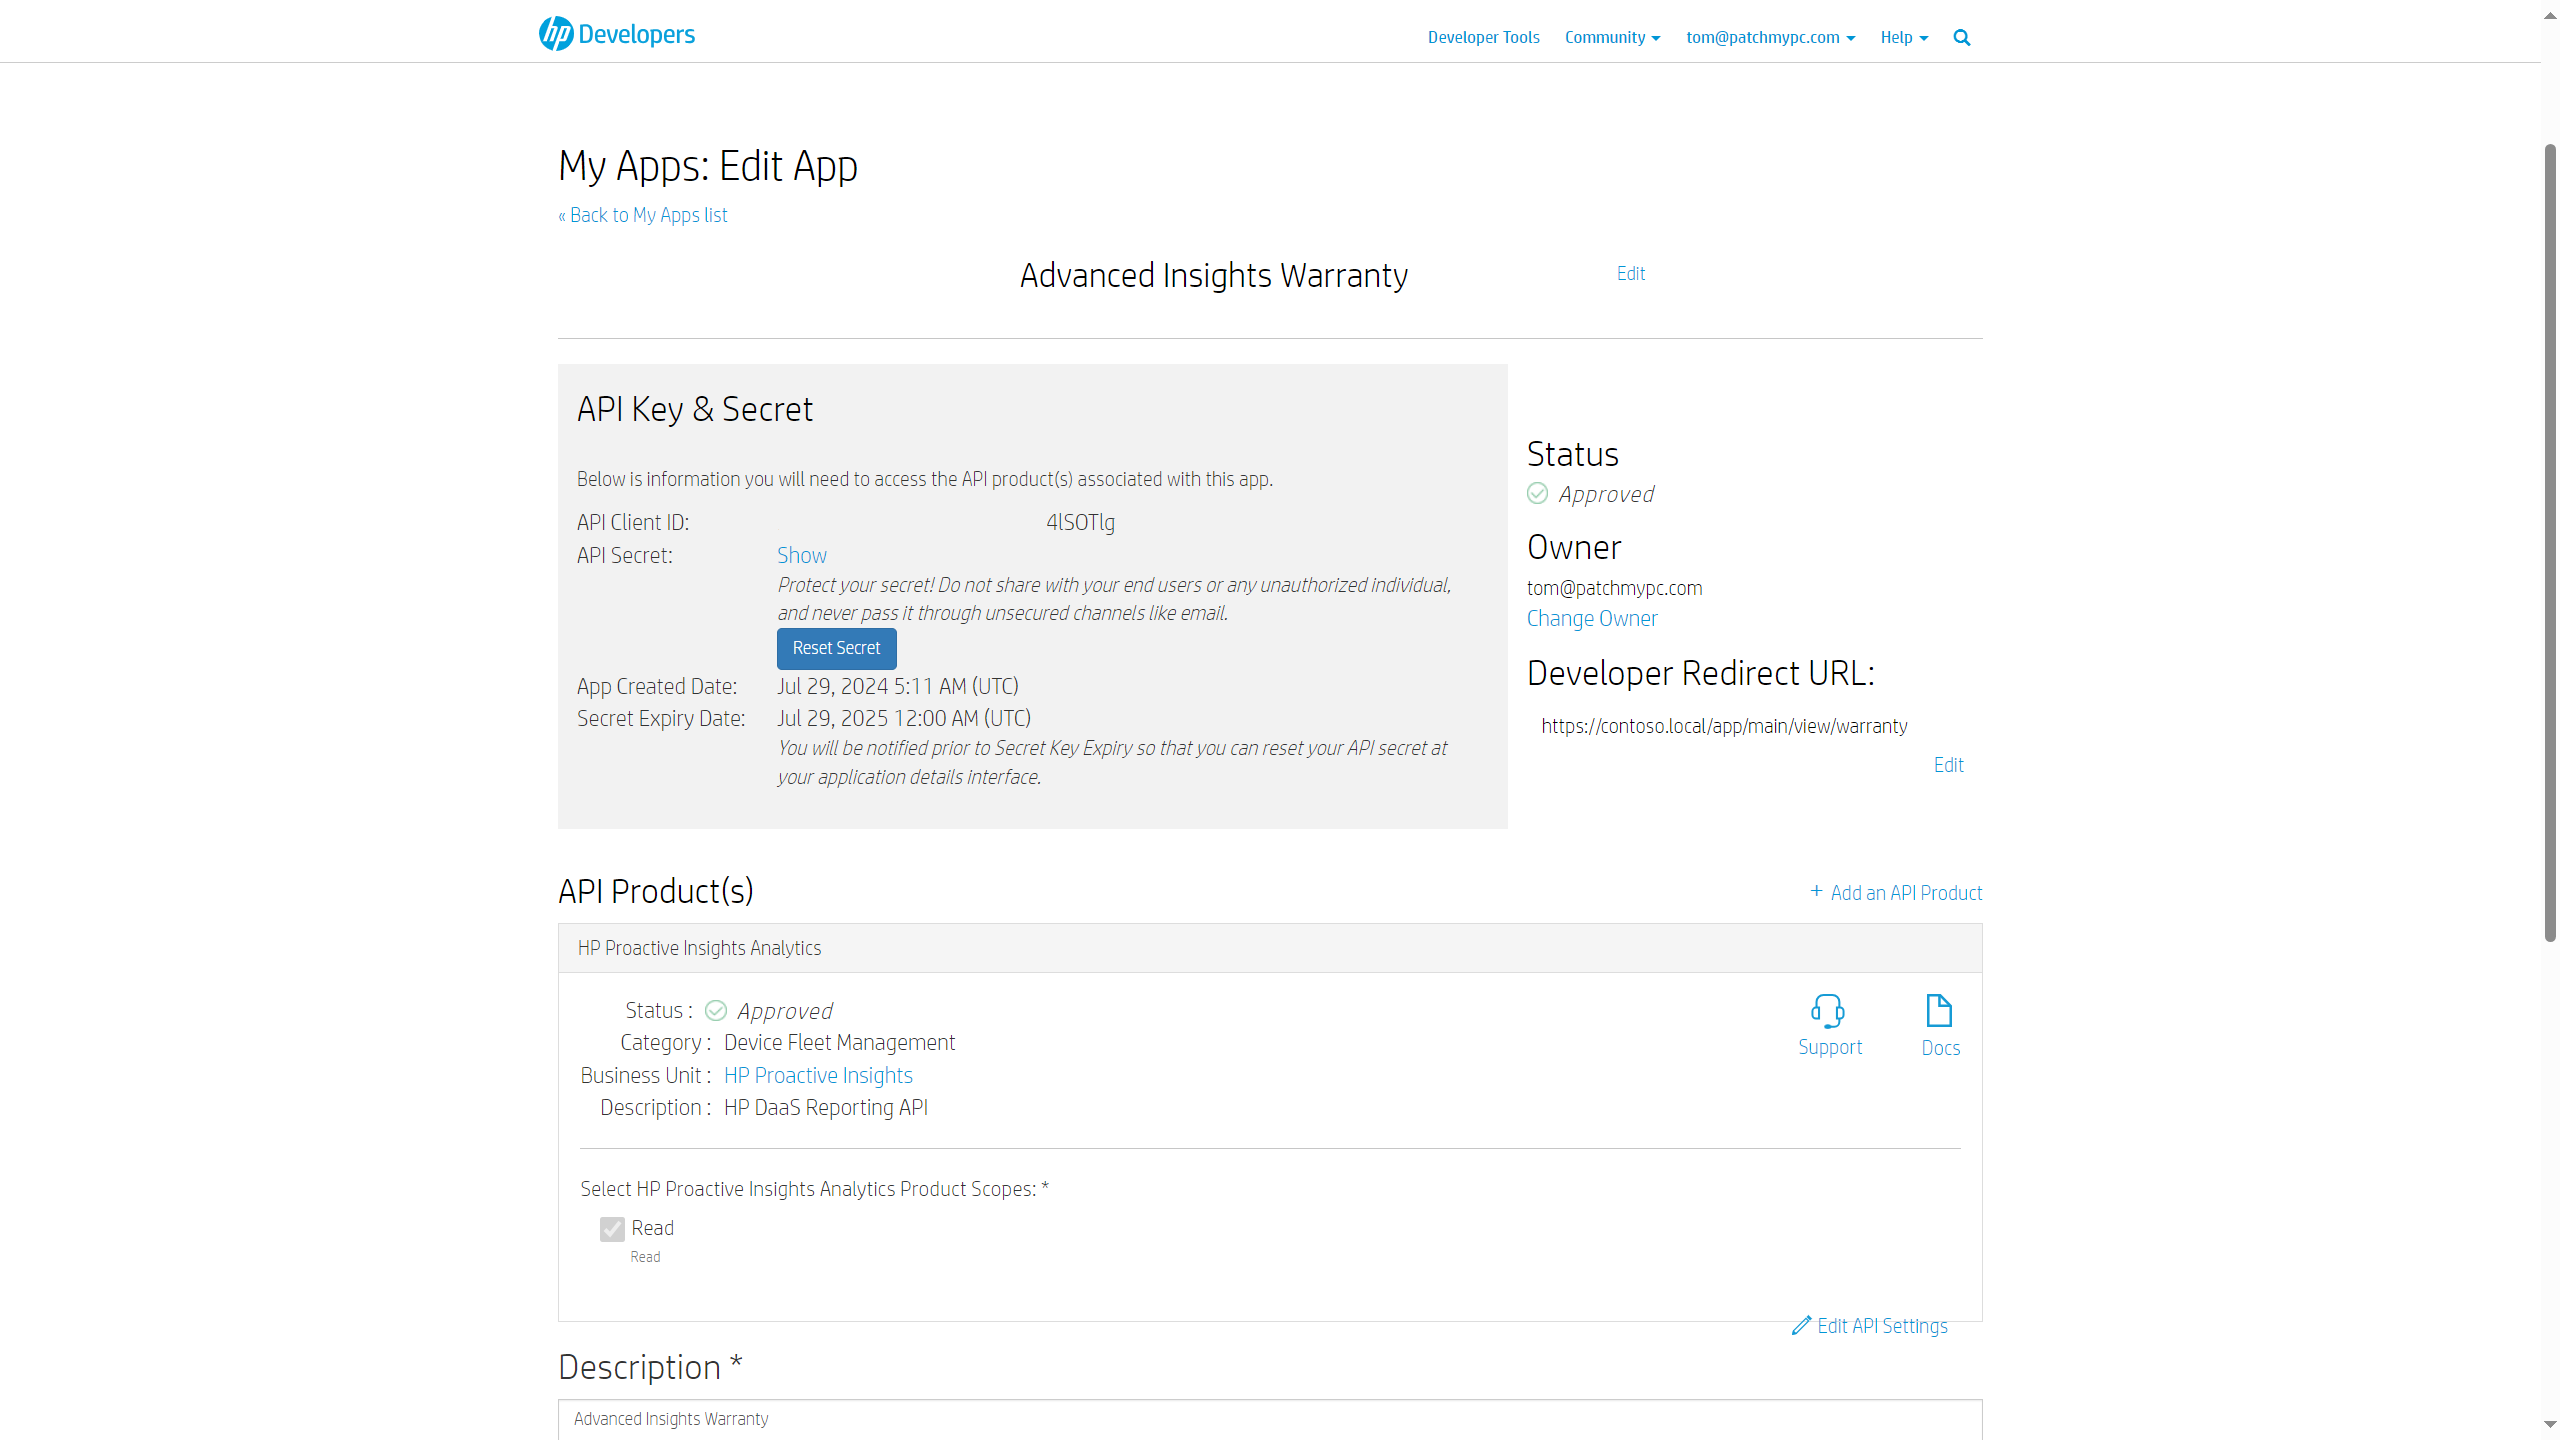 hp Developers
Developer Tools
Community
tom@patchmypc.com
Help
My Apps: Edit App
« Back to My Apps list
Advanced Insights Warranty
Edit
API Key & Secret
Below is information you will need to access the API product(s) associated with this app.
API Client ID: 4lSOTlg
API Secret: Show
Protect your secret! Do not share with your end users or any unauthorized individual,
and never pass it through unsecured channels like email.
Reset Secret
App Created Date: Jul 29, 2024 5:11 AM (UTC)
Secret Expiry Date: Jul 29, 2025 12:00 AM (UTC)
You will be notified prior to Secret Key Expiry so that you can reset your API secret at
your application details interface.
Status
Approved
Owner
tom@patchmypc.com
Change Owner
Developer Redirect URL:
https://contoso.local/app/main/view/warranty
Edit
API Product(s)
+ Add an API Product
HP Proactive Insights Analytics
Status : Approved
Category : Device Fleet Management
Business Unit : HP Proactive Insights
Description : HP DaaS Reporting API
Support
Docs
Select HP Proactive Insights Analytics Product Scopes: *
Read
Read
Edit API Settings
Description *
Advanced Insights Warranty